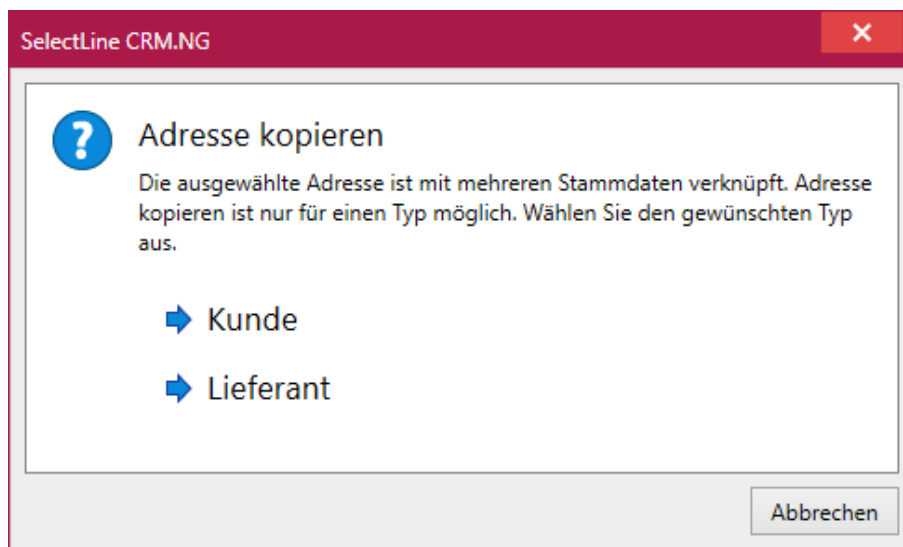 SelectLine CRM.NG
Adresse kopieren
Die ausgewählte Adresse ist mit mehreren Stammdaten verknüpft. Adresse
kopieren ist nur für einen Typ möglich. Wählen Sie den gewünschten Typ
aus.
Kunde
Lieferant
Abbrechen